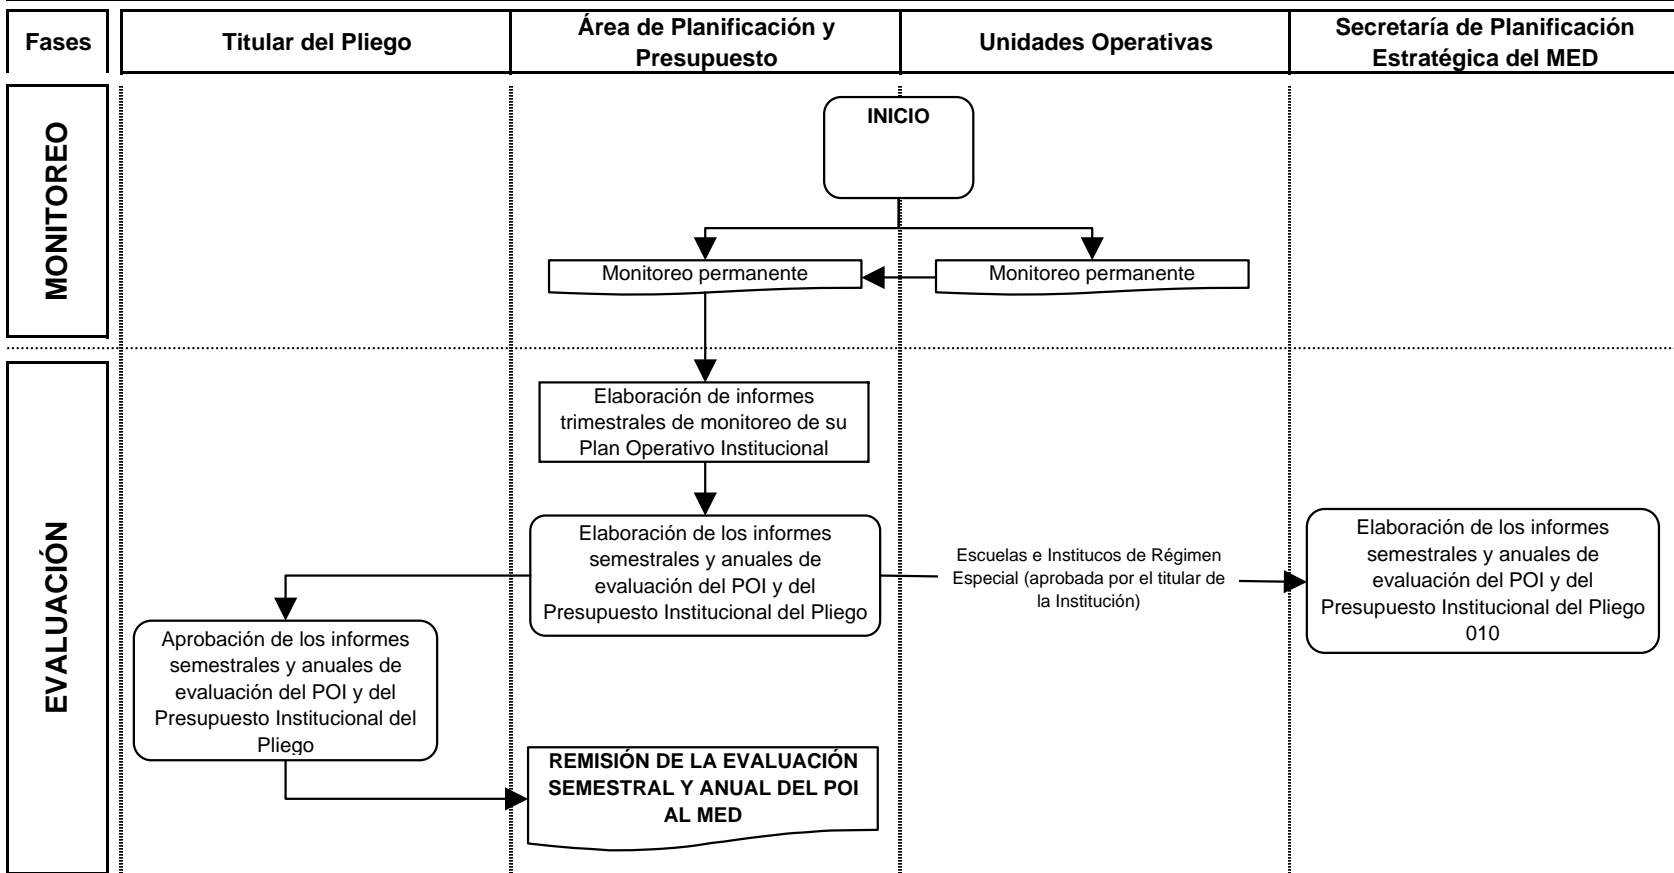 Fases
Titular del Pliego
Área de Planificación y
Presupuesto
Unidades Operativas
Secretaría de Planificación
Estratégica del MED
MONITOREO
INICIO
Monitoreo permanente
Monitoreo permanente
EVALUACIÓN
Elaboración de informes
trimestrales de monitoreo de su
Plan Operativo Institucional
Elaboración de los informes
semestrales y anuales de
evaluación del POI y del
Presupuesto Institucional del Pliego
Escuelas e Institucos de Régimen
Especial (aprobada por el titular de
la Institución)
Elaboración de los informes
semestrales y anuales de
evaluación del POI y del
Presupuesto Institucional del Pliego
010
Aprobación de los informes
semestrales y anuales de
evaluación del POI y del
Presupuesto Institucional del
Pliego
REMISIÓN DE LA EVALUACIÓN
SEMESTRAL Y ANUAL DEL POI
AL MED